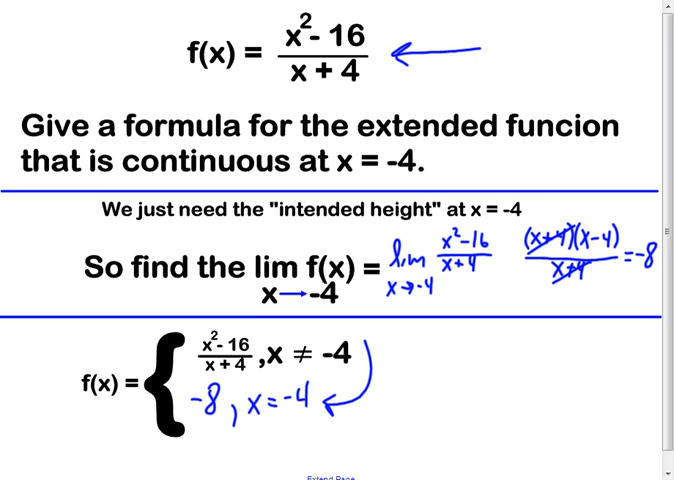 f(x) = x²- 16 / x + 4
Give a formula for the extended funcion
that is continuous at x = -4.
We just need the "intended height" at x = -4
So find the lim f(x) = lim x²-16 / x+4 (x+4)(x-4) / x+4 = -8
x→-4 x→-4
f(x) = { x²- 16 / x + 4 , x ≠ -4
-8 , x = -4
Extend Page